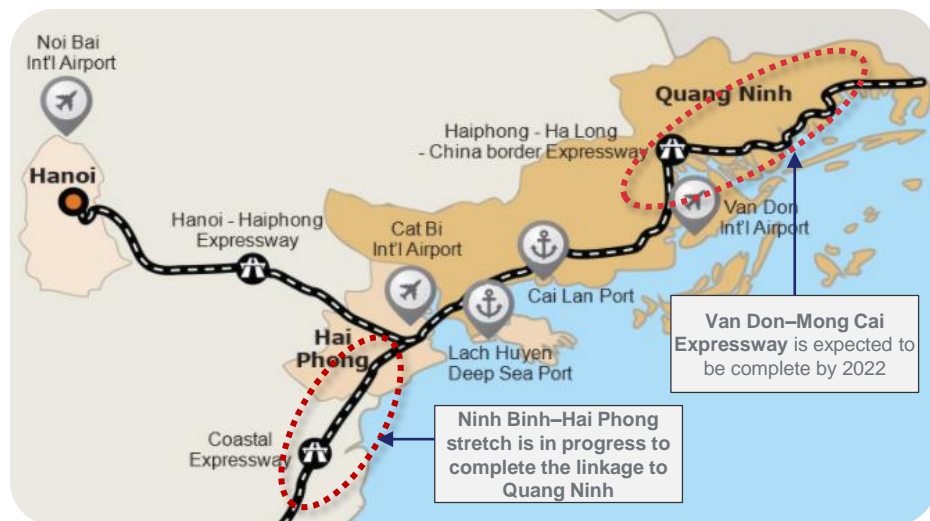 Noi Bai
Int'l Airport
Quang Ninh
Haiphong - Ha Long
- China border Expressway
Hanoi
Hanoi - Haiphong
Expressway
Cat Bi
Int'l Airport
Van Don
Int'l Airport
Cai Lan Port
Hai
Phong
Lach Huyen
Deep Sea Port
Van Don–Mong Cai
Expressway is expected to
be complete by 2022
Coastal
Expressway
Ninh Binh–Hai Phong
stretch is in progress to
complete the linkage to
Quang Ninh